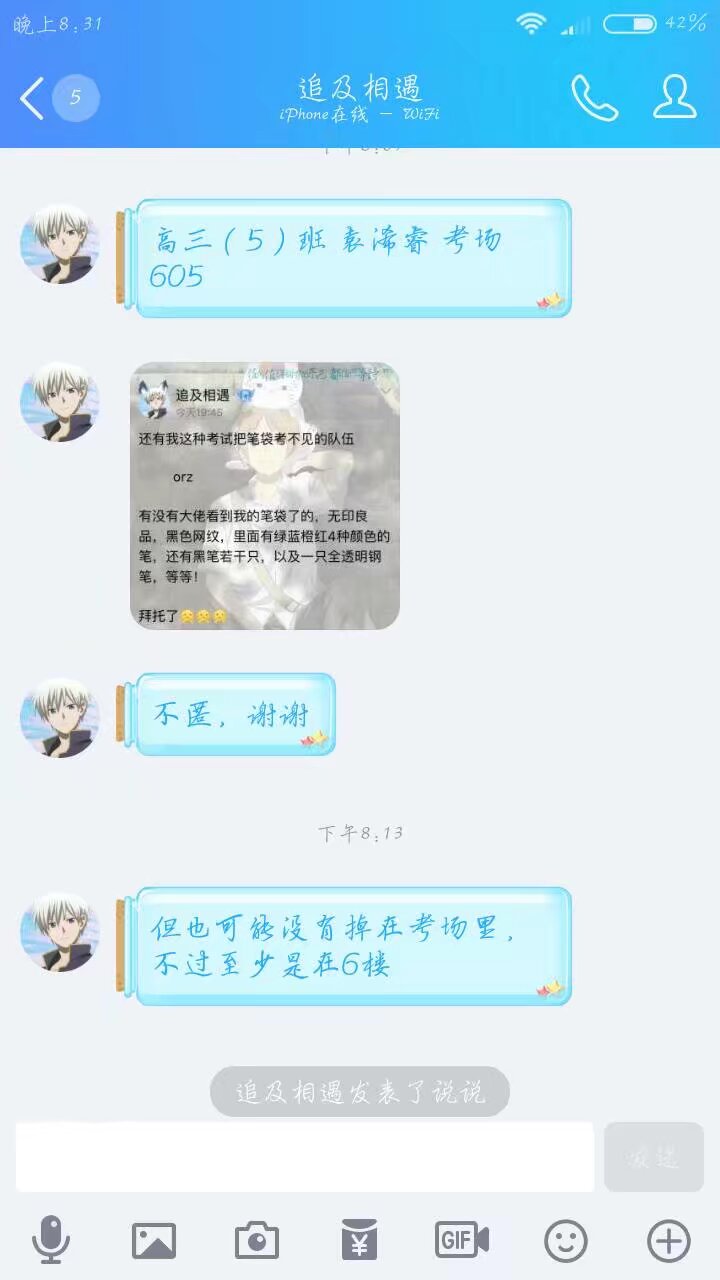 晚上8:31
42%
5
追及相遇
iPhone在线 - WiFi
高三(5)班 袁浠睿 考场
605
追及相遇
今天19:45
还有我这种考试把笔袋考不见的队伍
orz
有没有大佬看到我的笔袋了的，无印良
品，黑色网纹，里面有绿蓝橙红4种颜色的
笔，还有黑笔若干只，以及一只全透明钢
笔，等等！
拜托了
不匿，谢谢
下午8:13
但也可能没有掉在考场里，
不过至少是在6楼
追及相遇发表了说说
发送
GIF